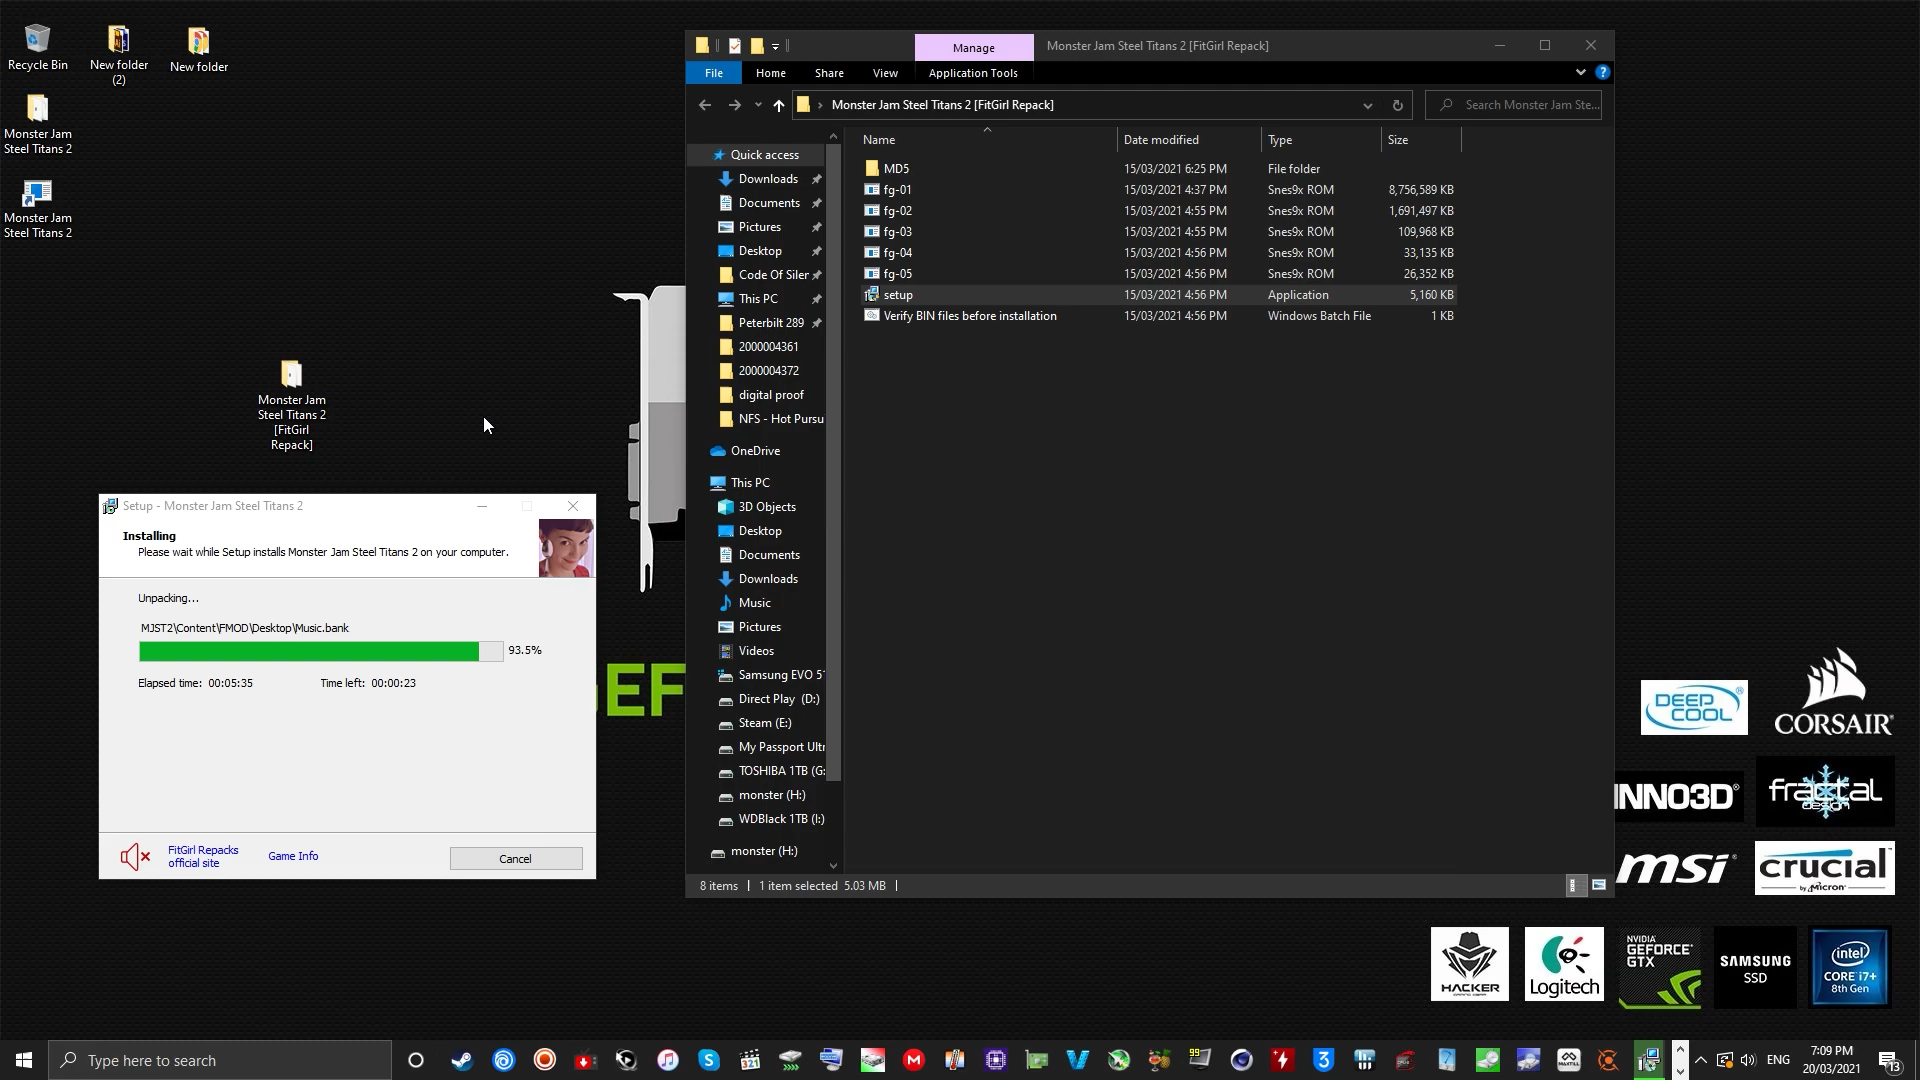 Recycle Bin
New folder
(2)
New folder
Monster Jam
Steel Titans 2
Monster Jam
Steel Titans 2
Monster Jam
Steel Titans 2
[FitGirl
Repack]
Setup - Monster Jam Steel Titans 2
Installing
Please wait while Setup installs Monster Jam Steel Titans 2 on your computer.
Unpacking...
MJST2\Content\FMOD\Desktop\Music.bank
93.5%
Elapsed time: 00:05:35
Time left: 00:00:23
FitGirl Repacks
official site
Game Info
Cancel
Manage
Monster Jam Steel Titans 2 [FitGirl Repack]
File
Home
Share
View
Application Tools
Monster Jam Steel Titans 2 [FitGirl Repack]
Search Monster Jam Ste...
Quick access
Downloads
Documents
Pictures
Desktop
Code Of Siler
This PC
Peterbilt 289
2000004361
2000004372
digital proof
NFS - Hot Pursu
OneDrive
This PC
3D Objects
Desktop
Documents
Downloads
Music
Pictures
Videos
Samsung EVO 5
Direct Play (D:)
Steam (E:)
My Passport Ultr
TOSHIBA 1TB (G:
monster (H:)
WDBlack 1TB (I:)
monster (H:)
Name Date modified Type Size
MD5 15/03/2021 6:25 PM File folder
fg-01 15/03/2021 4:37 PM Snes9x ROM 8,756,589 KB
fg-02 15/03/2021 4:55 PM Snes9x ROM 1,691,497 KB
fg-03 15/03/2021 4:55 PM Snes9x ROM 109,968 KB
fg-04 15/03/2021 4:56 PM Snes9x ROM 33,135 KB
fg-05 15/03/2021 4:56 PM Snes9x ROM 26,352 KB
setup 15/03/2021 4:56 PM Application 5,160 KB
Verify BIN files before installation 15/03/2021 4:56 PM Windows Batch File 1 KB
8 items 1 item selected 5.03 MB
EF
DEEP
COOL
CORSAIR
INNO3D
fractal
design
msi
crucial
by Micron
HACKER
Logitech
NVIDIA
GEFORCE
GTX
SAMSUNG
SSD
intel
CORE i7+
8th Gen
Type here to search
321
99
3
ENG
7:09 PM
20/03/2021
13